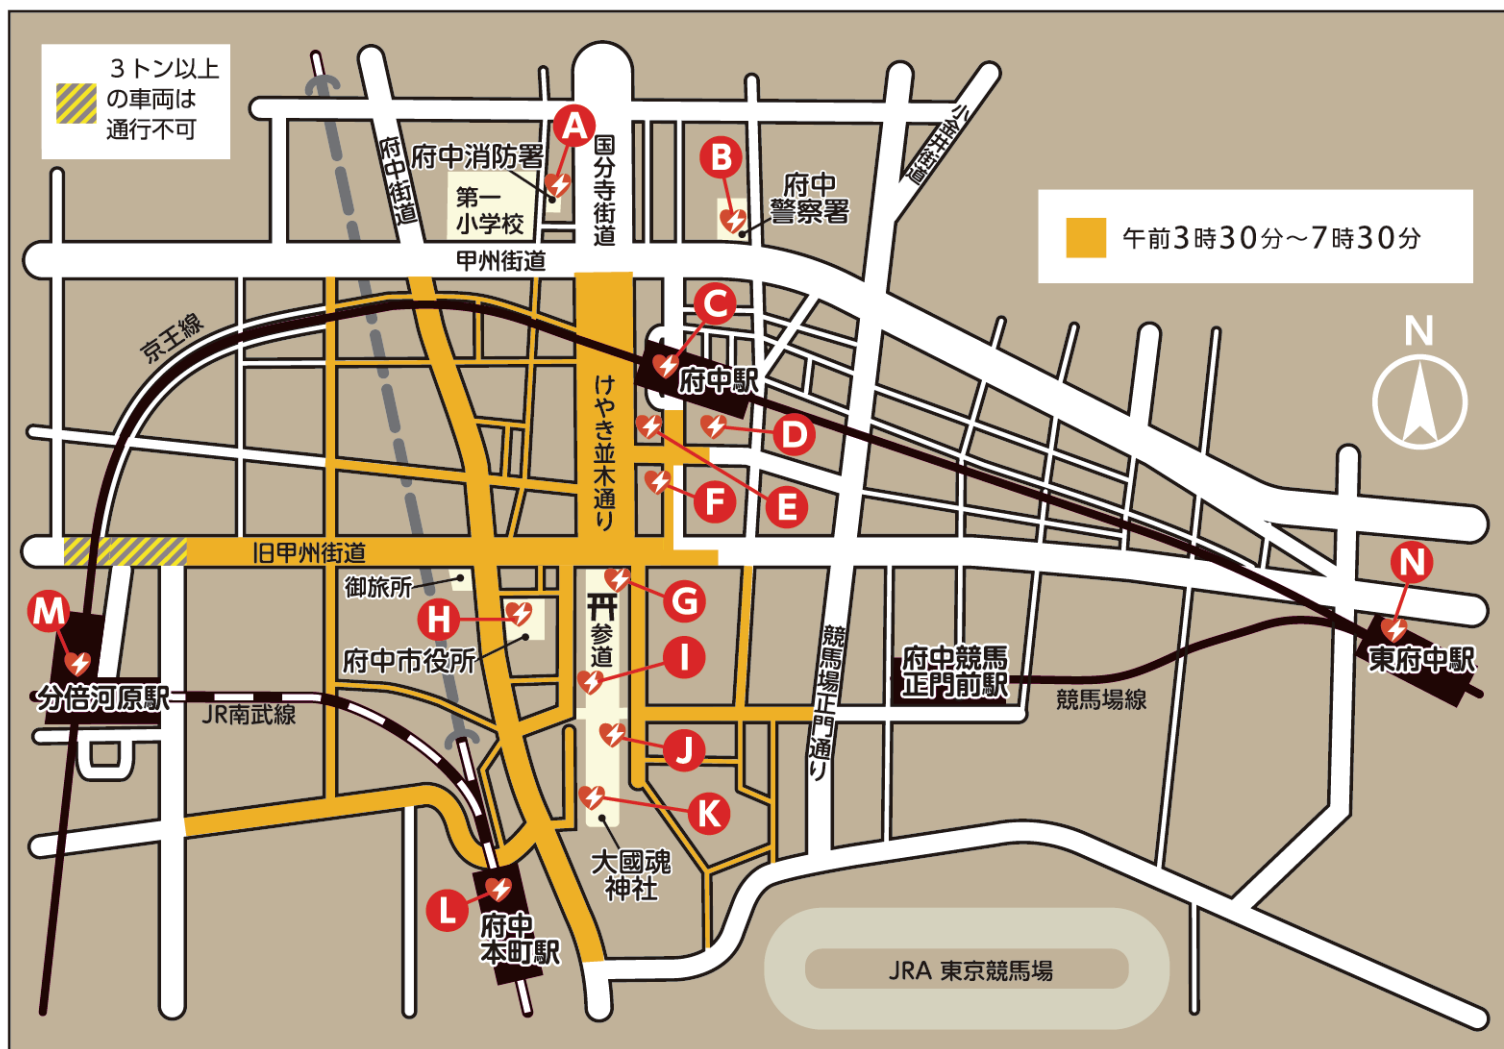 3トン以上
の車両は
通行不可
A
府中消防署
第一
小学校
府中街道
国分寺街道
B
府中
警察署
小金井街道
午前3時30分～7時30分
甲州街道
京王線
C
府中駅
N
けやき並木通り
D
E
F
旧甲州街道
御旅所
G
H
府中市役所
参道
I
M
分倍河原駅
JR南武線
競馬場正門通り
府中競馬
正門前駅
競馬場線
N
東府中駅
J
K
大國魂
神社
L
府中
本町駅
JRA 東京競馬場